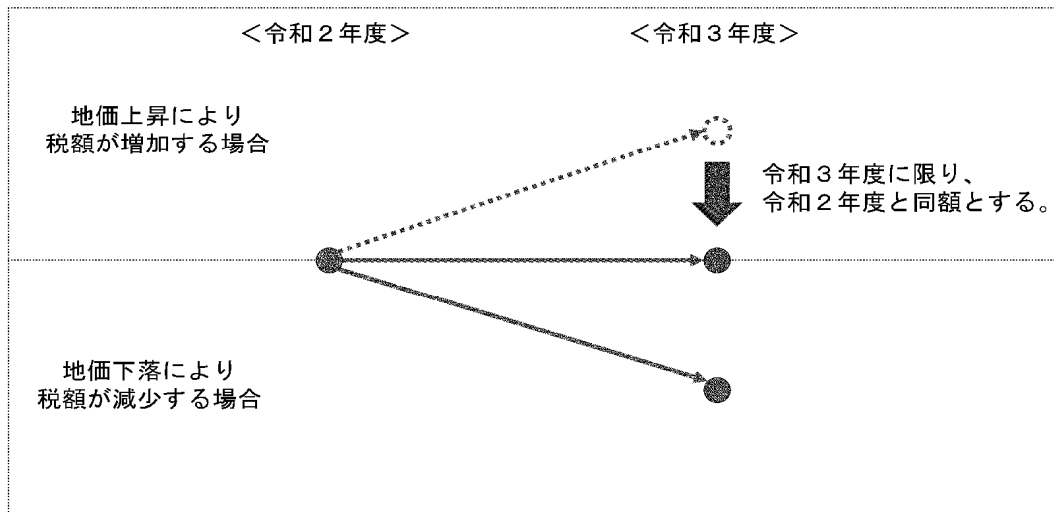 ＜令和２年度＞
＜令和３年度＞
地価上昇により
税額が増加する場合
令和３年度に限り、
令和２年度と同額とする。
地価下落により
税額が減少する場合